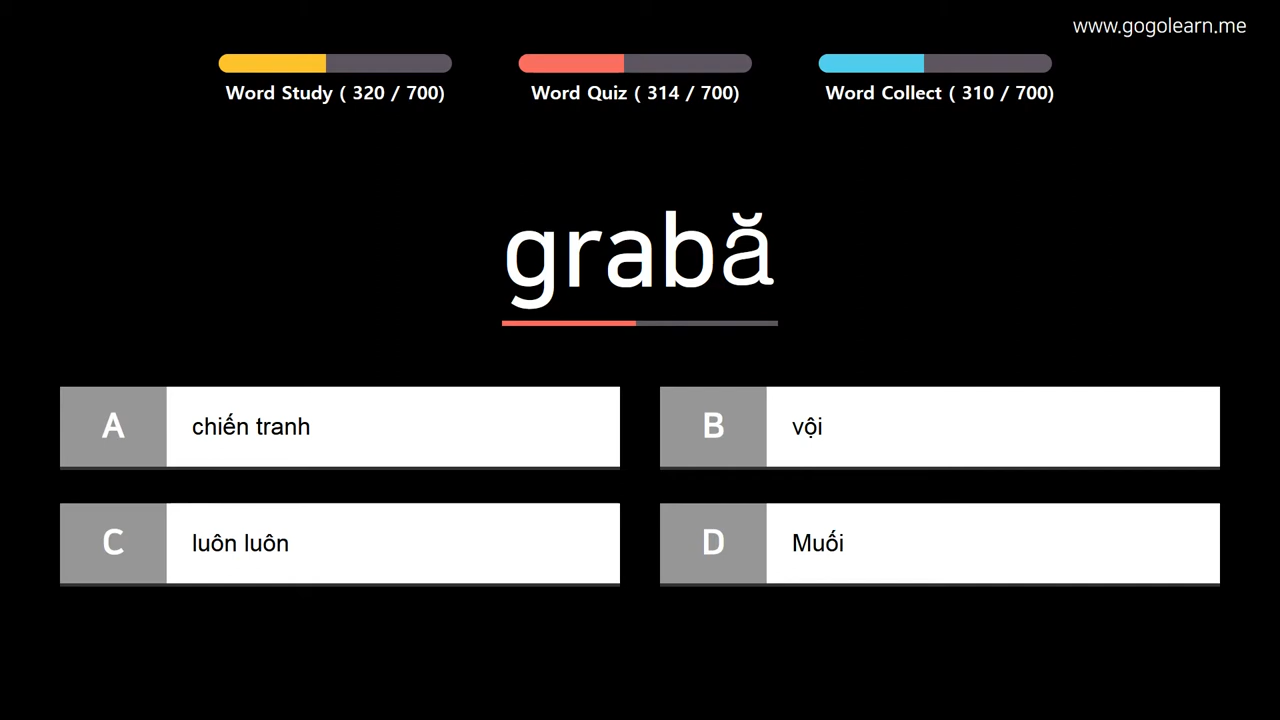 www.gogolearn.me
Word Study ( 320 / 700)
Word Quiz ( 314 / 700)
Word Collect ( 310 / 700)
grabă
A chiến tranh
B vội
C luôn luôn
D Muối